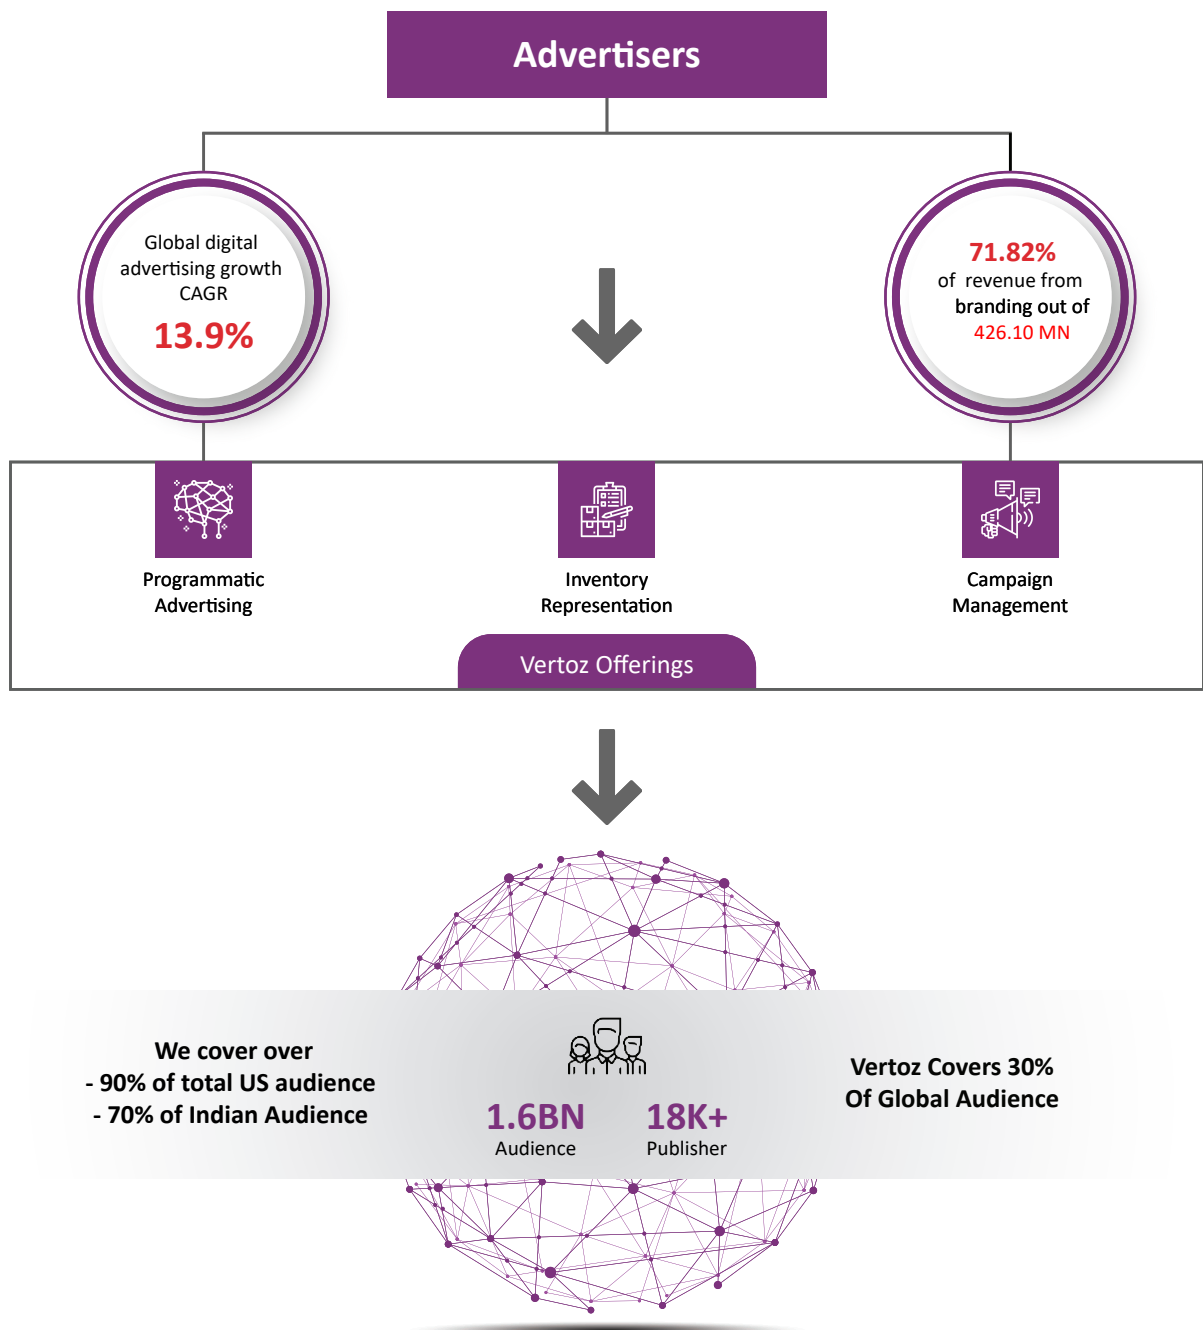 Advertisers
Global digital
advertising growth
CAGR
13.9%
71.82%
of revenue from
branding out of
426.10 MN
Programmatic
Advertising
Inventory
Representation
Campaign
Management
Vertoz Offerings
We cover over
- 90% of total US audience
- 70% of Indian Audience
1.6BN
Audience
18K+
Publisher
Vertoz Covers 30%
Of Global Audience